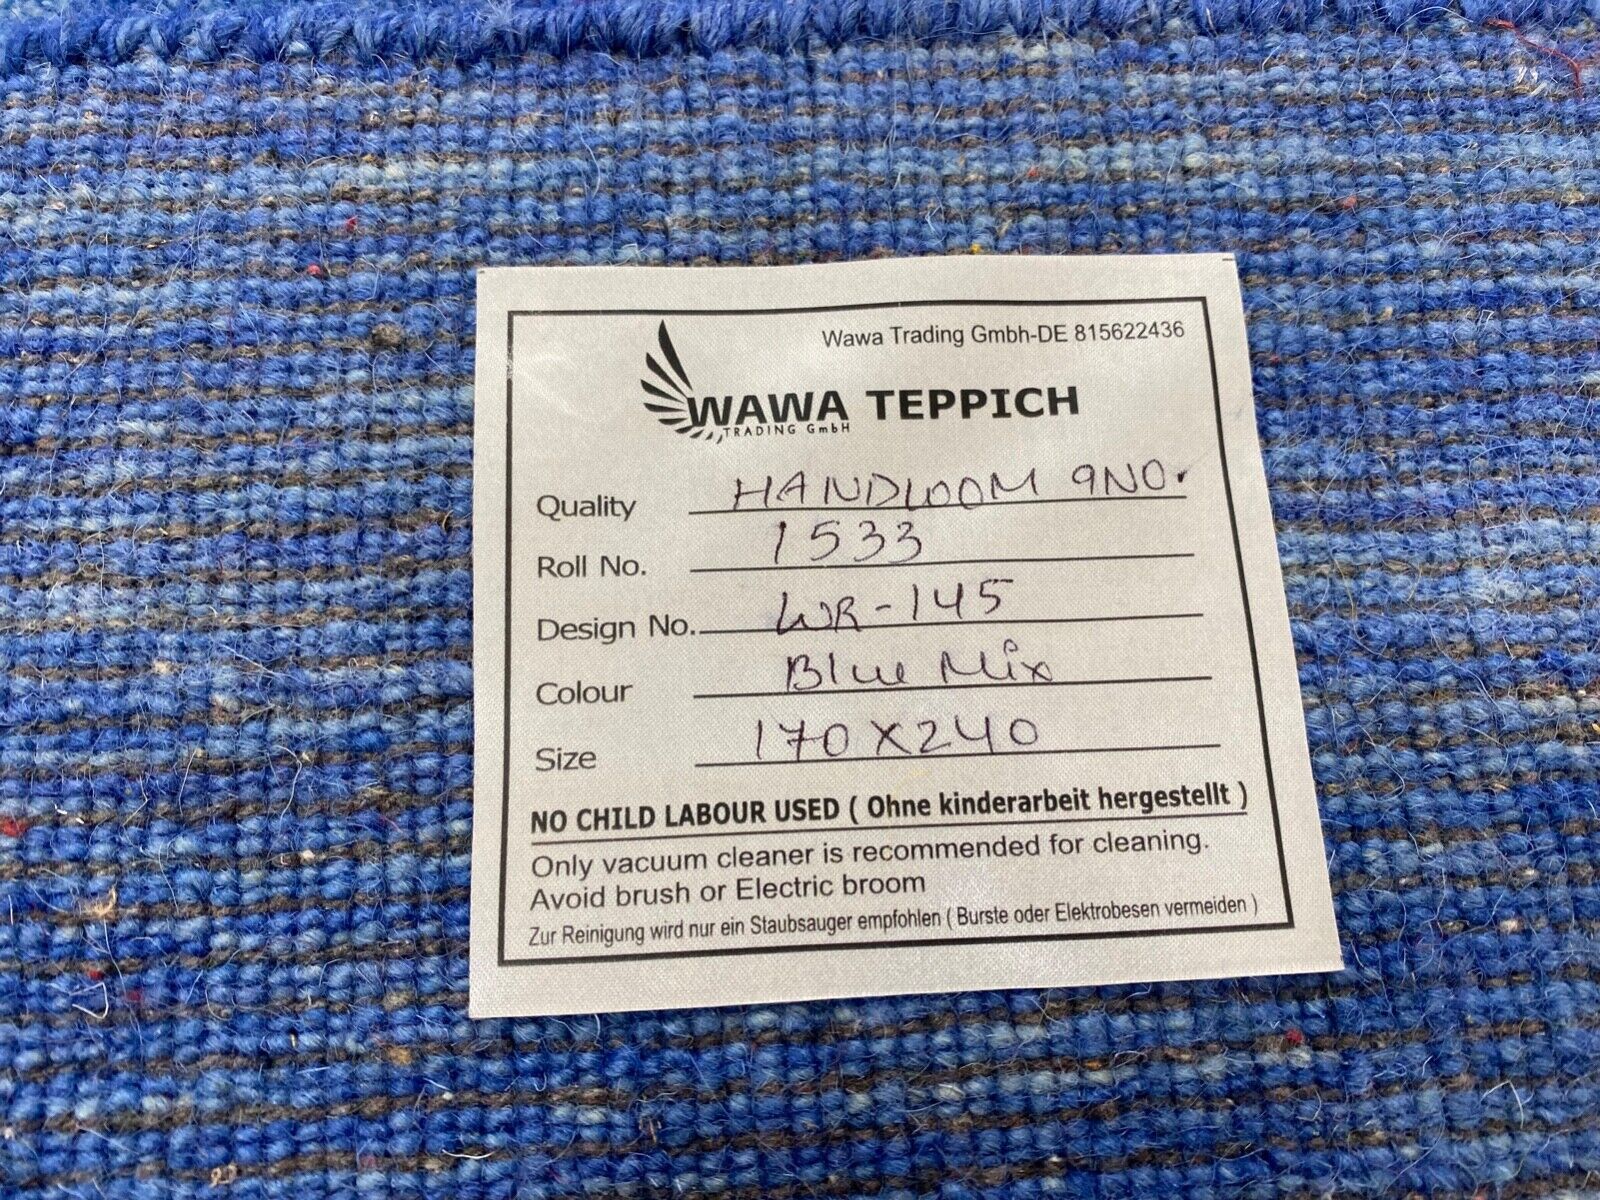 Wawa Trading Gmbh-DE 815622436
WAWA TEPPICH
TRADING GmbH
Quality HANDLOOM 9NO.
Roll No. 1533
Design No. WR-145
Colour Blue Mix
Size 170X240
NO CHILD LABOUR USED ( Ohne kinderarbeit hergestellt )
Only vacuum cleaner is recommended for cleaning.
Avoid brush or Electric broom
Zur Reinigung wird nur ein Staubsauger empfohlen ( Burste oder Elektrobesen vermeiden )